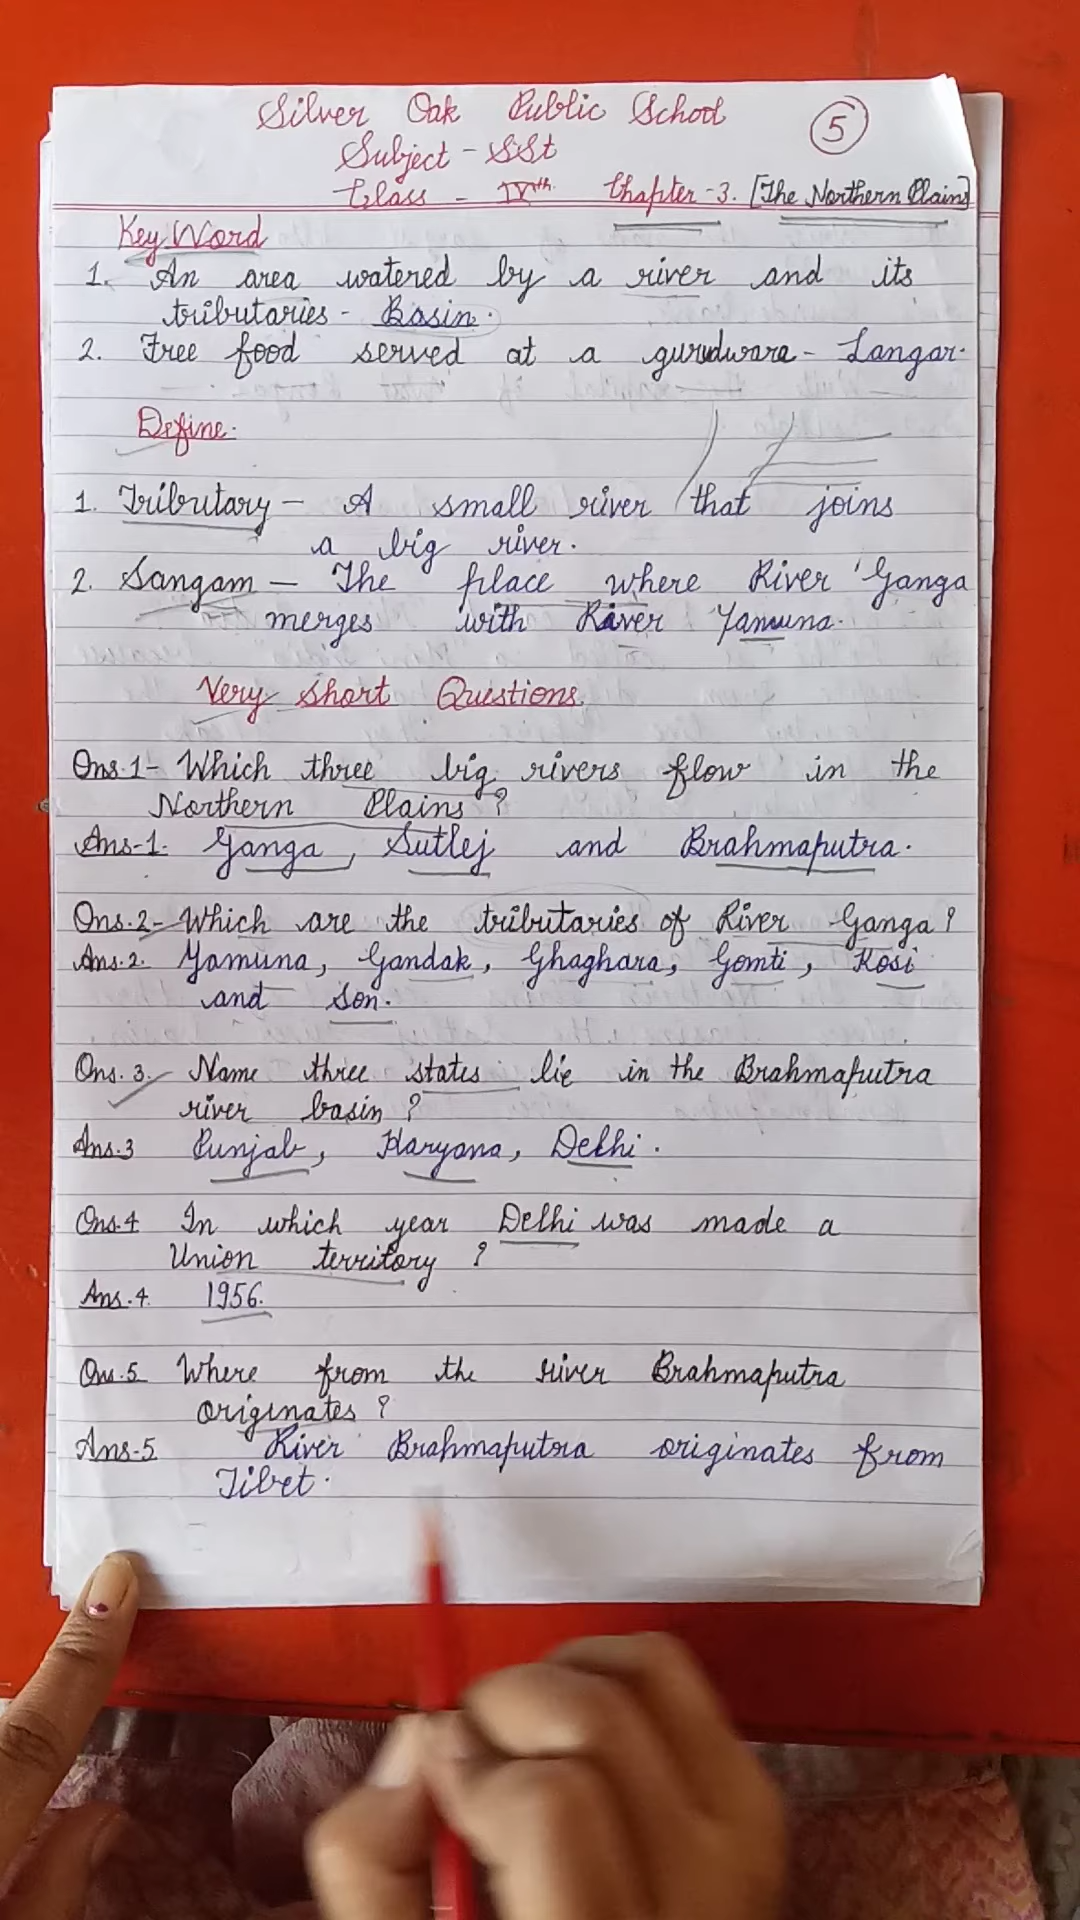 Silver Oak Public School
5
Subject - S.St
Class - IVth. Chapter-3. [The Northern Plain]
Key Word
1. An area watered by a river and its
tributaries - Basin.
2. Free food served at a gurudwara - Langar.
Define.
1. Tributary - A small river that joins
a big river.
2. Sangam - The place where River Ganga
merges with River Yamuna.
Very Short Questions
Qns.1- Which three big rivers flow in the
Northern Plains?
Ans-1. Ganga, Sutlej and Brahmaputra.
Qns.2- Which are the tributaries of River Ganga?
Ans.2. Yamuna, Gandak, Ghaghara, Gomti, Kosi
and Son.
Qns.3. Name three states lie in the Brahmaputra
river basin?
Ans.3 Punjab, Haryana, Delhi.
Qns.4 In which year Delhi was made a
Union territory?
Ans.4. 1956.
Qns.5 Where from the river Brahmaputra
originates?
Ans-5 River Brahmaputra originates from
Tibet.